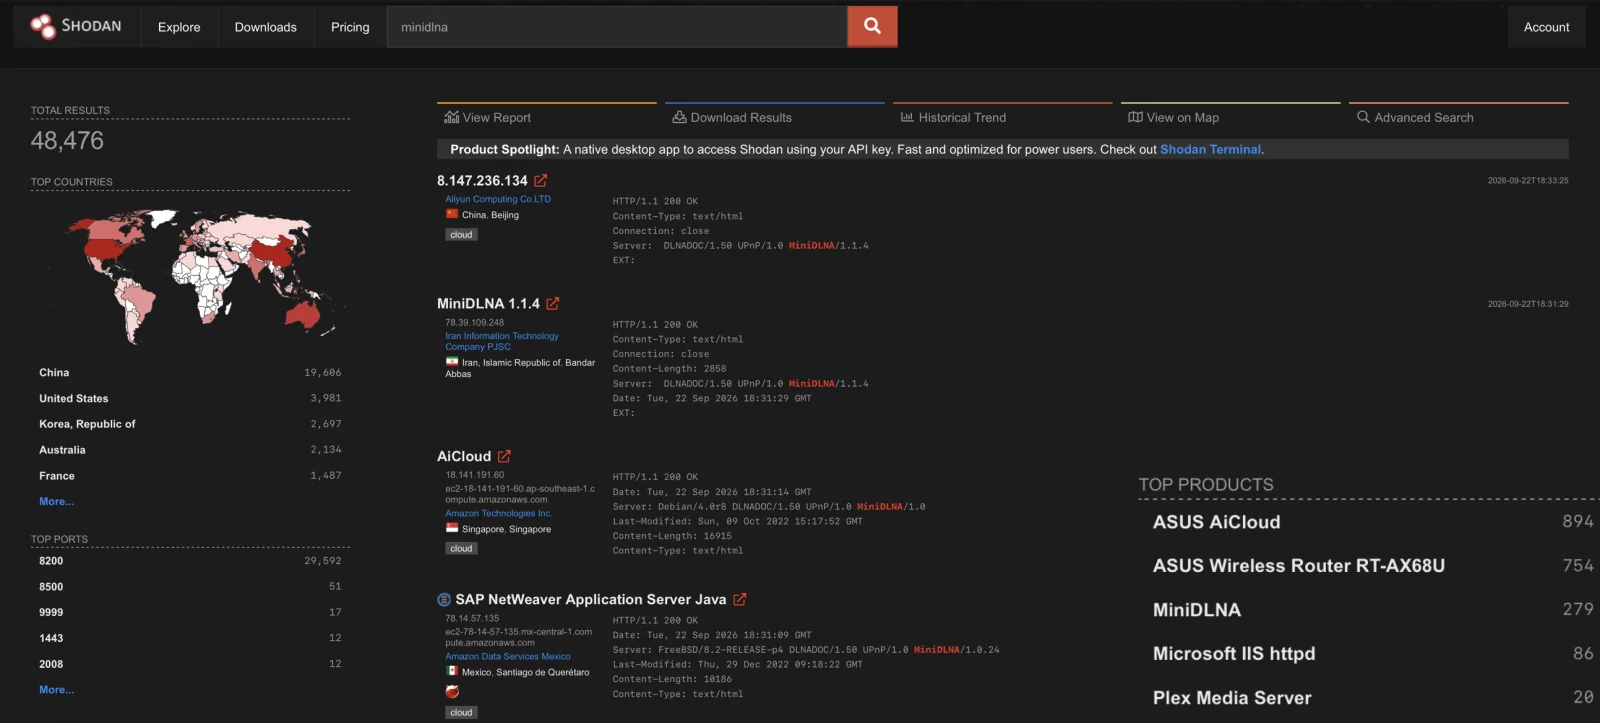 SHODAN
Explore
Downloads
Pricing
minidlna
Account
TOTAL RESULTS
48,476
TOP COUNTRIES
China 19,606
United States 3,981
Korea, Republic of 2,697
Australia 2,134
France 1,487
More...
TOP PORTS
8200 29,592
8500 51
9999 17
1443 12
2008 12
More...
View Report
Download Results
Historical Trend
View on Map
Advanced Search
Product Spotlight: A native desktop app to access Shodan using your API key. Fast and optimized for power users. Check out Shodan Terminal.
8.147.236.134
2026-09-22T18:33:25
Aliyun Computing Co.LTD
China, Beijing
cloud
HTTP/1.1 200 OK
Content-Type: text/html
Connection: close
Server: DLNADOC/1.50 UPnP/1.0 MiniDLNA/1.1.4
EXT:
MiniDLNA 1.1.4
2026-09-22T18:31:29
78.39.109.248
Iran Information Technology
Company PJSC
Iran, Islamic Republic of, Bandar
Abbas
HTTP/1.1 200 OK
Content-Type: text/html
Connection: close
Content-Length: 2858
Server: DLNADOC/1.50 UPnP/1.0 MiniDLNA/1.1.4
Date: Tue, 22 Sep 2026 18:31:29 GMT
EXT:
AiCloud
18.141.191.60
ec2-18-141-191-60.ap-southeast-1.c
ompute.amazonaws.com
Amazon Technologies Inc.
Singapore, Singapore
cloud
HTTP/1.1 200 OK
Date: Tue, 22 Sep 2026 18:31:14 GMT
Server: Debian/4.0r8 DLNADOC/1.50 UPnP/1.0 MiniDLNA/1.0
Last-Modified: Sun, 09 Oct 2022 15:17:52 GMT
Content-Length: 16915
Content-Type: text/html
SAP NetWeaver Application Server Java
78.14.57.135
ec2-78-14-57-135.mx-central-1.com
pute.amazonaws.com
Amazon Data Services Mexico
Mexico, Santiago de Querétaro
cloud
HTTP/1.1 200 OK
Date: Tue, 22 Sep 2026 18:31:09 GMT
Server: FreeBSD/8.2-RELEASE-p4 DLNADOC/1.50 UPnP/1.0 MiniDLNA/1.0.24
Last-Modified: Thu, 29 Dec 2022 09:18:22 GMT
Content-Length: 10186
Content-Type: text/html
TOP PRODUCTS
ASUS AiCloud 894
ASUS Wireless Router RT-AX68U 754
MiniDLNA 279
Microsoft IIS httpd 86
Plex Media Server 20